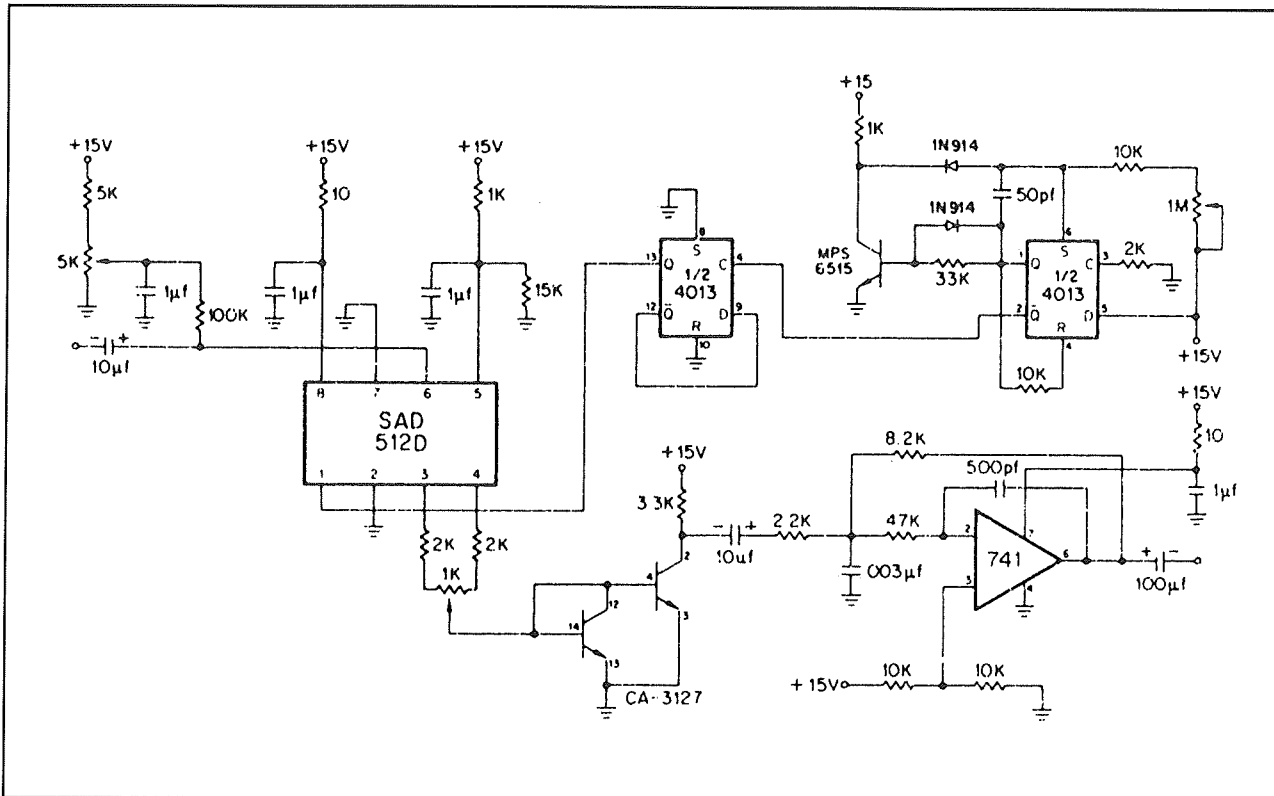 +15
1K
1N914
10K
+15V
+15V
+15V
5K
10
1K
50pf
1M
1N914
8
6
5K
MPS
6515
13
Q
S
C
4
1
Q
S
C
3
2K
1/2
4013
33K
1/2
4013
1µf
1µf
1µf
15K
12
Q̄
D
9
2
Q̄
D
5
100K
R
R
10
4
+15V
10K
- +
10µf
8
7
6
5
SAD
512D
+15V
10
8.2K
+15V
500pf
1
2
3
4
1µf
3.3K
- +
2.2K
47K
2
7
2K
2K
10uf
741
6
+ -
1K
2
.003µf
3
4
100µf
4
12
3
14
13
+15V
10K
10K
CA-3127